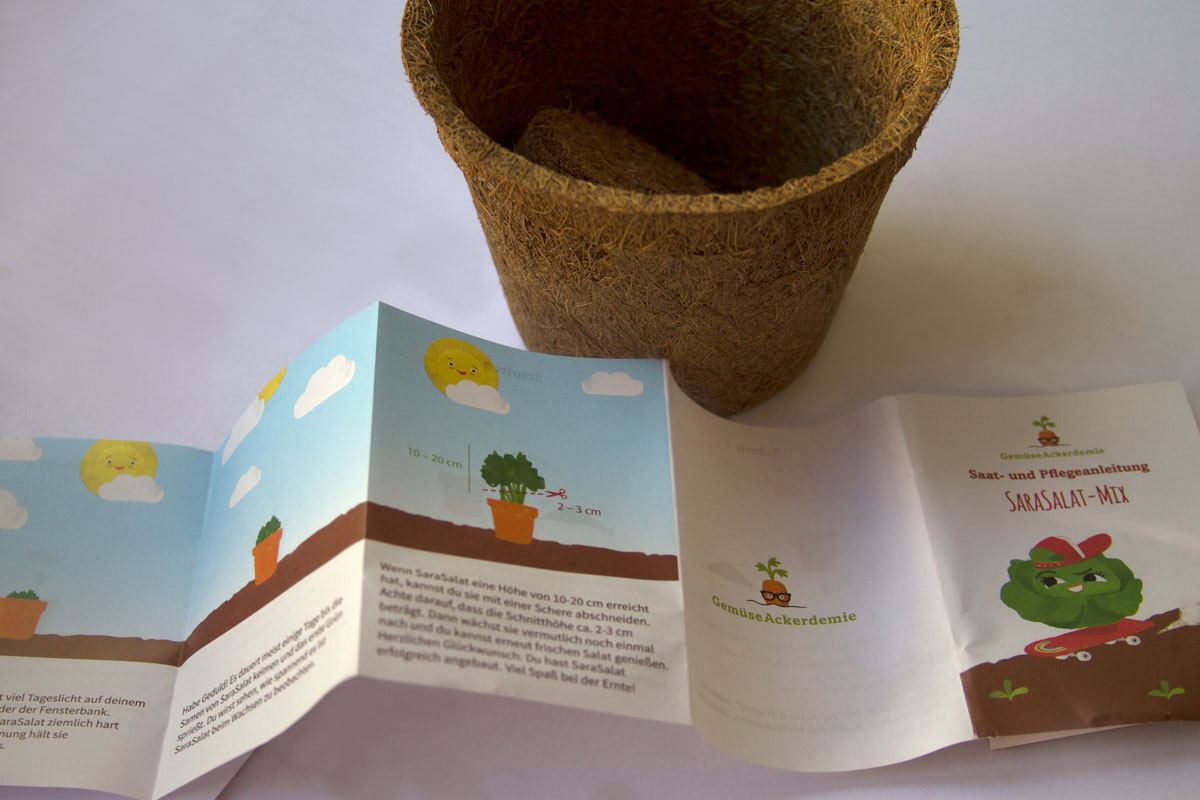 t viel Tageslicht auf deinem
der der Fensterbank.
araSalat ziemlich hart
nung hält sie
s.
Habe Geduld! Es dauert meist einige Tage bis die
Samen von SaraSalat keimen und das erste Grün
sprießt. Du wirst sehen, wie spannend es ist
SaraSalat beim Wachsen zu beobachten.
10 – 20 cm
2 – 3 cm
Wenn SaraSalat eine Höhe von 10-20 cm erreicht
hat, kannst du sie mit einer Schere abschneiden.
Achte darauf, dass die Schnitthöhe ca. 2-3 cm
beträgt. Dann wächst sie vermutlich noch einmal
nach und du kannst erneut frischen Salat genießen.
Herzlichen Glückwunsch: Du hast SaraSalat
erfolgreich angebaut. Viel Spaß bei der Ernte!
GemüseAckerdemie
GemüseAckerdemie
Saat- und Pflegeanleitung
SaraSalat-Mix